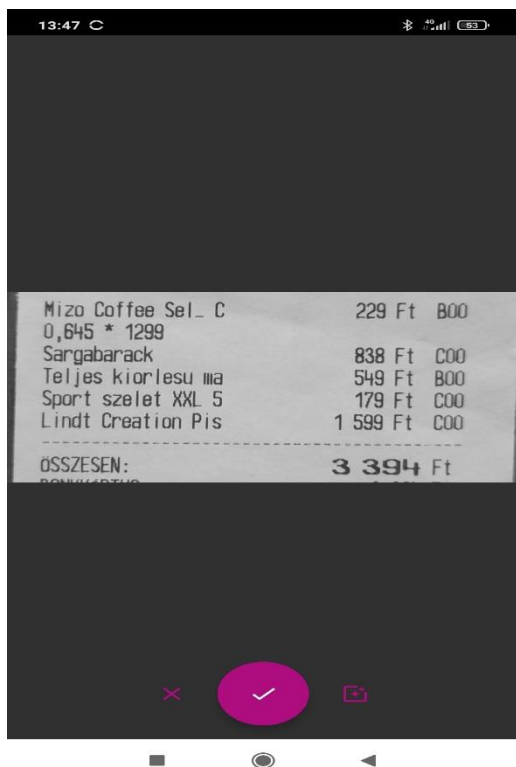 13:47
4G
53
Mizo Coffee Sel_ C 229 Ft B00
0,645 * 1299
Sargabarack 838 Ft C00
Teljes kiorlesu ma 549 Ft B00
Sport szelet XXL 5 179 Ft C00
Lindt Creation Pis 1 599 Ft C00
ÖSSZESEN: 3 394 Ft